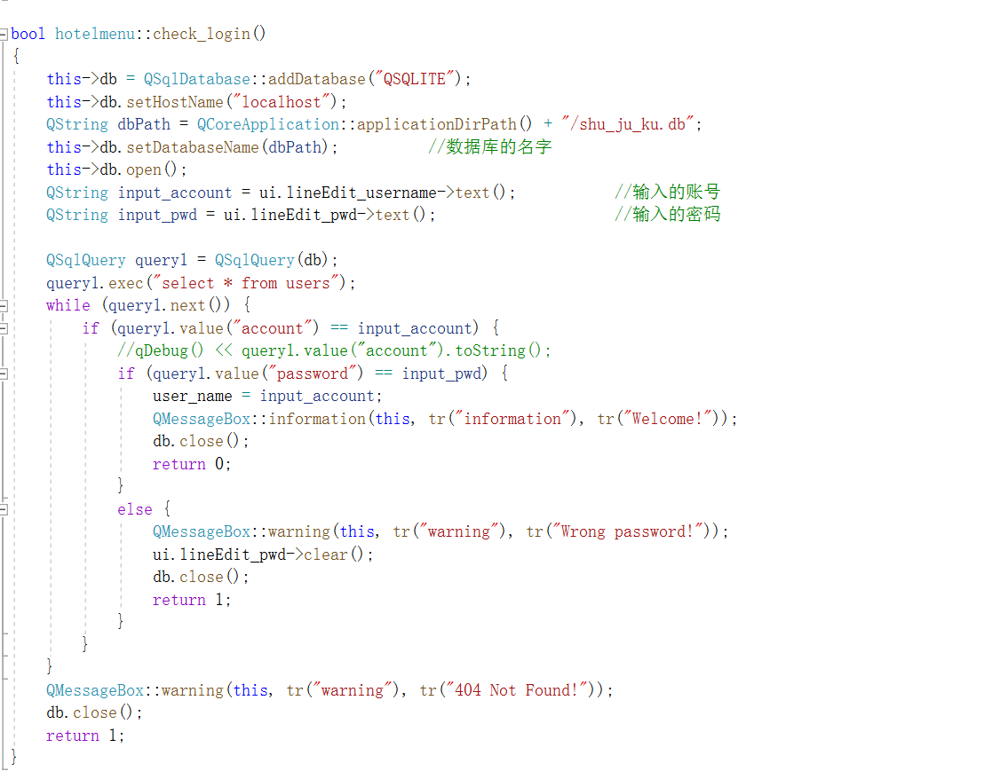 bool hotelmenu::check_login()
{
    this->db = QSqlDatabase::addDatabase("QSQLITE");
    this->db.setHostName("localhost");
    QString dbPath = QCoreApplication::applicationDirPath() + "/shu_ju_ku.db";
    this->db.setDatabaseName(dbPath);          //数据库的名字
    this->db.open();
    QString input_account = ui.lineEdit_username->text();           //输入的账号
    QString input_pwd = ui.lineEdit_pwd->text();                    //输入的密码

    QSqlQuery query1 = QSqlQuery(db);
    query1.exec("select * from users");
    while (query1.next()) {
        if (query1.value("account") == input_account) {
            //qDebug() << query1.value("account").toString();
            if (query1.value("password") == input_pwd) {
                user_name = input_account;
                QMessageBox::information(this, tr("information"), tr("Welcome!"));
                db.close();
                return 0;
            }
            else {
                QMessageBox::warning(this, tr("warning"), tr("Wrong password!"));
                ui.lineEdit_pwd->clear();
                db.close();
                return 1;
            }
        }
    }
    QMessageBox::warning(this, tr("warning"), tr("404 Not Found!"));
    db.close();
    return 1;
}